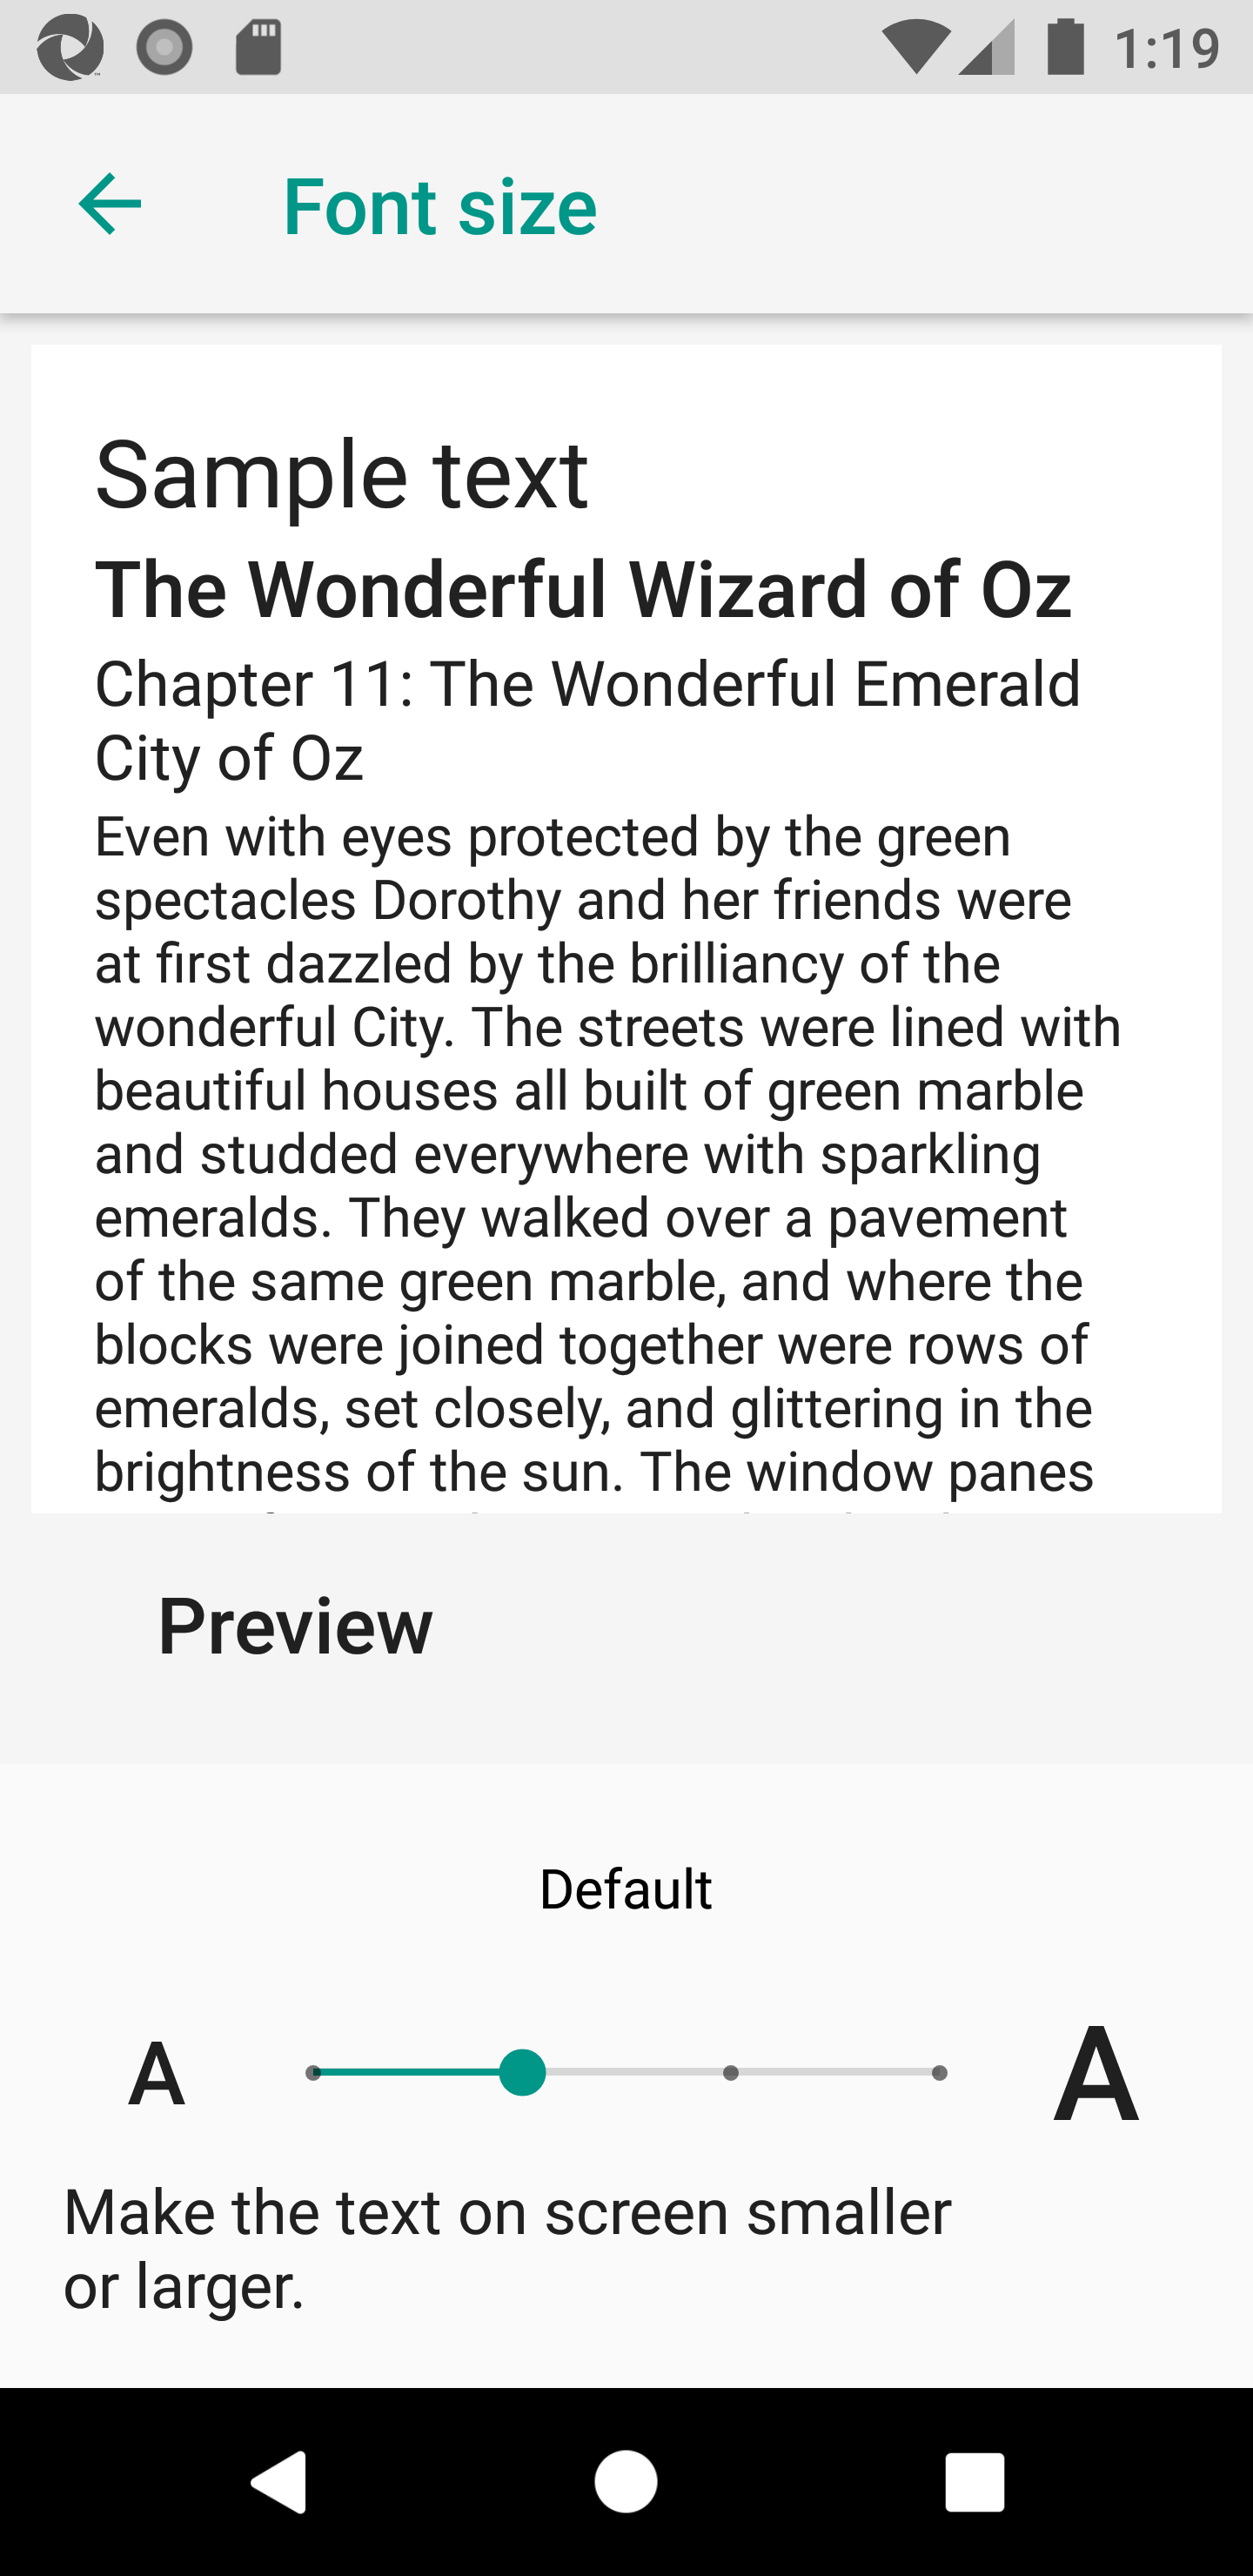 1:19
Font size
Sample text
The Wonderful Wizard of Oz
Chapter 11: The Wonderful Emerald
City of Oz
Even with eyes protected by the green
spectacles Dorothy and her friends were
at first dazzled by the brilliancy of the
wonderful City. The streets were lined with
beautiful houses all built of green marble
and studded everywhere with sparkling
emeralds. They walked over a pavement
of the same green marble, and where the
blocks were joined together were rows of
emeralds, set closely, and glittering in the
brightness of the sun. The window panes
Preview
Default
A A
Make the text on screen smaller
or larger.